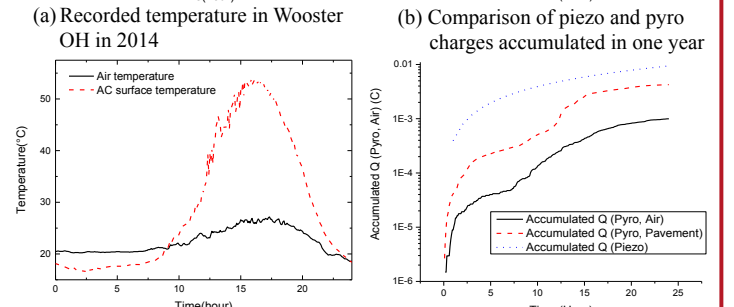 (a) Recorded temperature in Wooster
OH in 2014
(b) Comparison of piezo and pyro
charges accumulated in one year
Air temperature
AC surface temperature
Temperature(°C)
50
40
30
20
0 5 10 15 20
Time(hour)
Accumulated Q (Pyro, Air) (C)
0.01
1E-3
1E-4
1E-5
1E-6
Accumulated Q (Pyro, Air)
Accumulated Q (Pyro, Pavement)
Accumulated Q (Piezo)
0 5 10 15 20 25